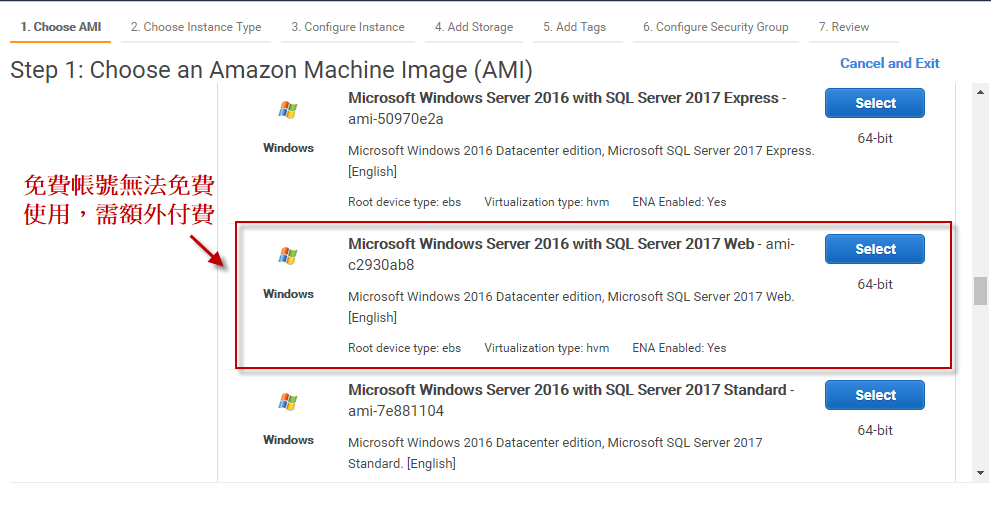 1. Choose AMI 2. Choose Instance Type 3. Configure Instance 4. Add Storage 5. Add Tags 6. Configure Security Group 7. Review
Step 1: Choose an Amazon Machine Image (AMI)
Cancel and Exit
Microsoft Windows Server 2016 with SQL Server 2017 Express -
ami-50970e2a
Windows
Microsoft Windows 2016 Datacenter edition, Microsoft SQL Server 2017 Express.
[English]
Root device type: ebs Virtualization type: hvm ENA Enabled: Yes
Select
64-bit
免費帳號無法免費
使用，需額外付費
Microsoft Windows Server 2016 with SQL Server 2017 Web - ami-
c2930ab8
Windows
Microsoft Windows 2016 Datacenter edition, Microsoft SQL Server 2017 Web.
[English]
Root device type: ebs Virtualization type: hvm ENA Enabled: Yes
Select
64-bit
Microsoft Windows Server 2016 with SQL Server 2017 Standard -
ami-7e881104
Windows
Microsoft Windows 2016 Datacenter edition, Microsoft SQL Server 2017
Standard. [English]
Select
64-bit